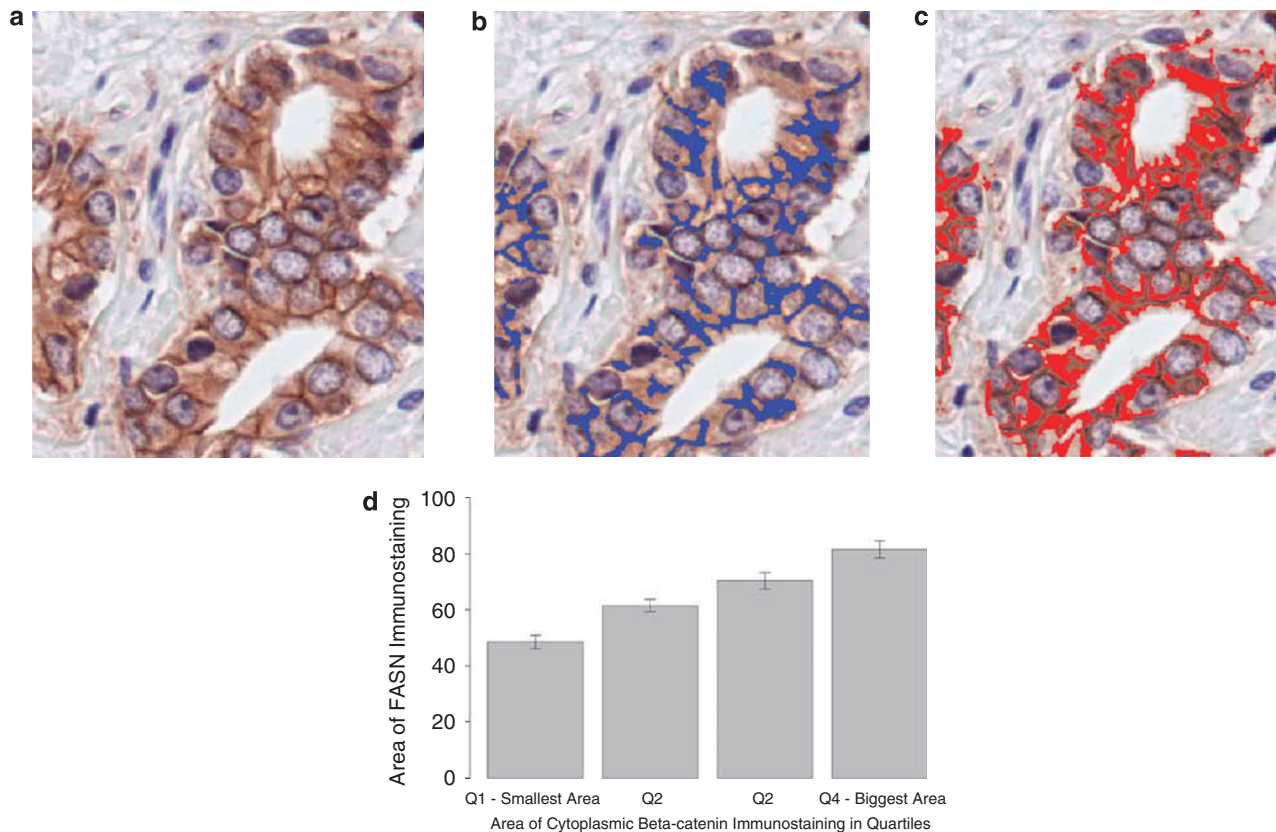 a
b
c
d
Area of FASN Immunostaining
100
80
60
40
20
0
Q1 - Smallest Area
Q2
Q2
Q4 - Biggest Area
Area of Cytoplasmic Beta-catenin Immunostaining in Quartiles